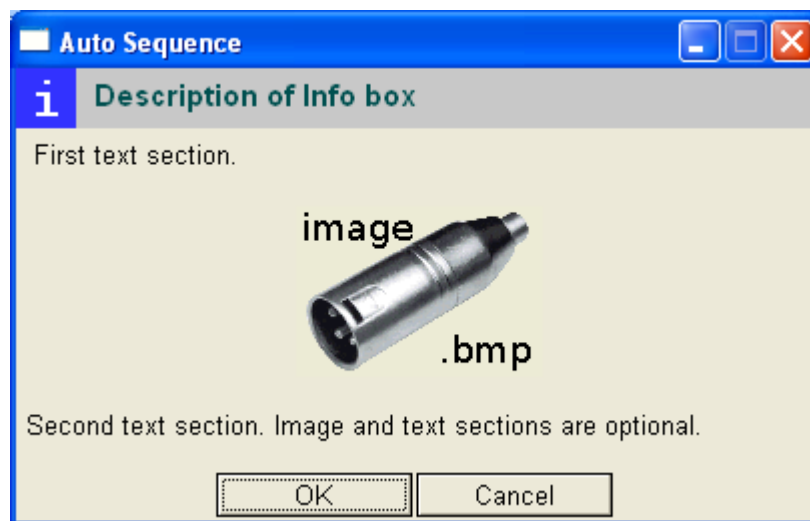 Auto Sequence
i Description of Info box
First text section.
image
.bmp
Second text section. Image and text sections are optional.
OK Cancel